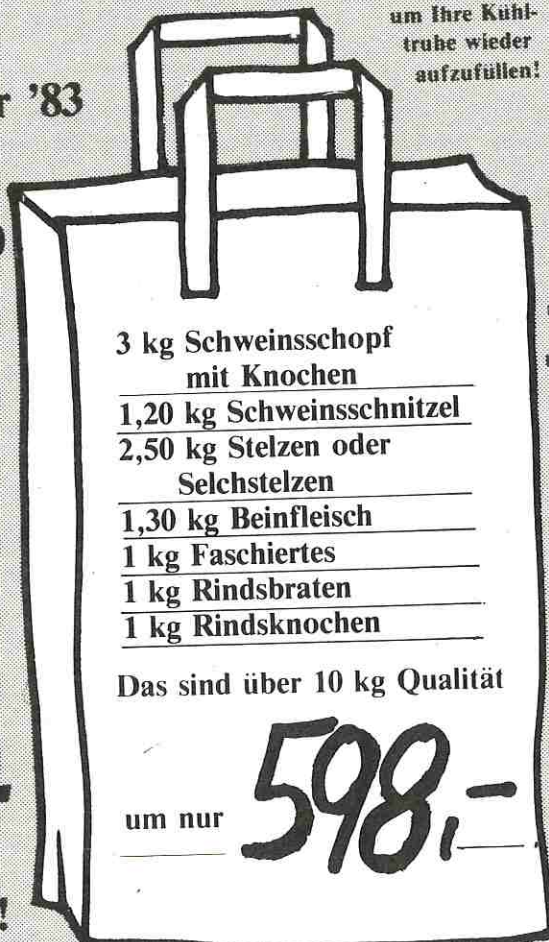 um Ihre Kühl-
truhe wieder
aufzufüllen!
'83
3 kg Schweinsschopf
mit Knochen
1,20 kg Schweinsschnitzel
2,50 kg Stelzen oder
Selchstelzen
1,30 kg Beinfleisch
1 kg Faschiertes
1 kg Rindsbraten
1 kg Rindsknochen
Das sind über 10 kg Qualität
um nur 598,-